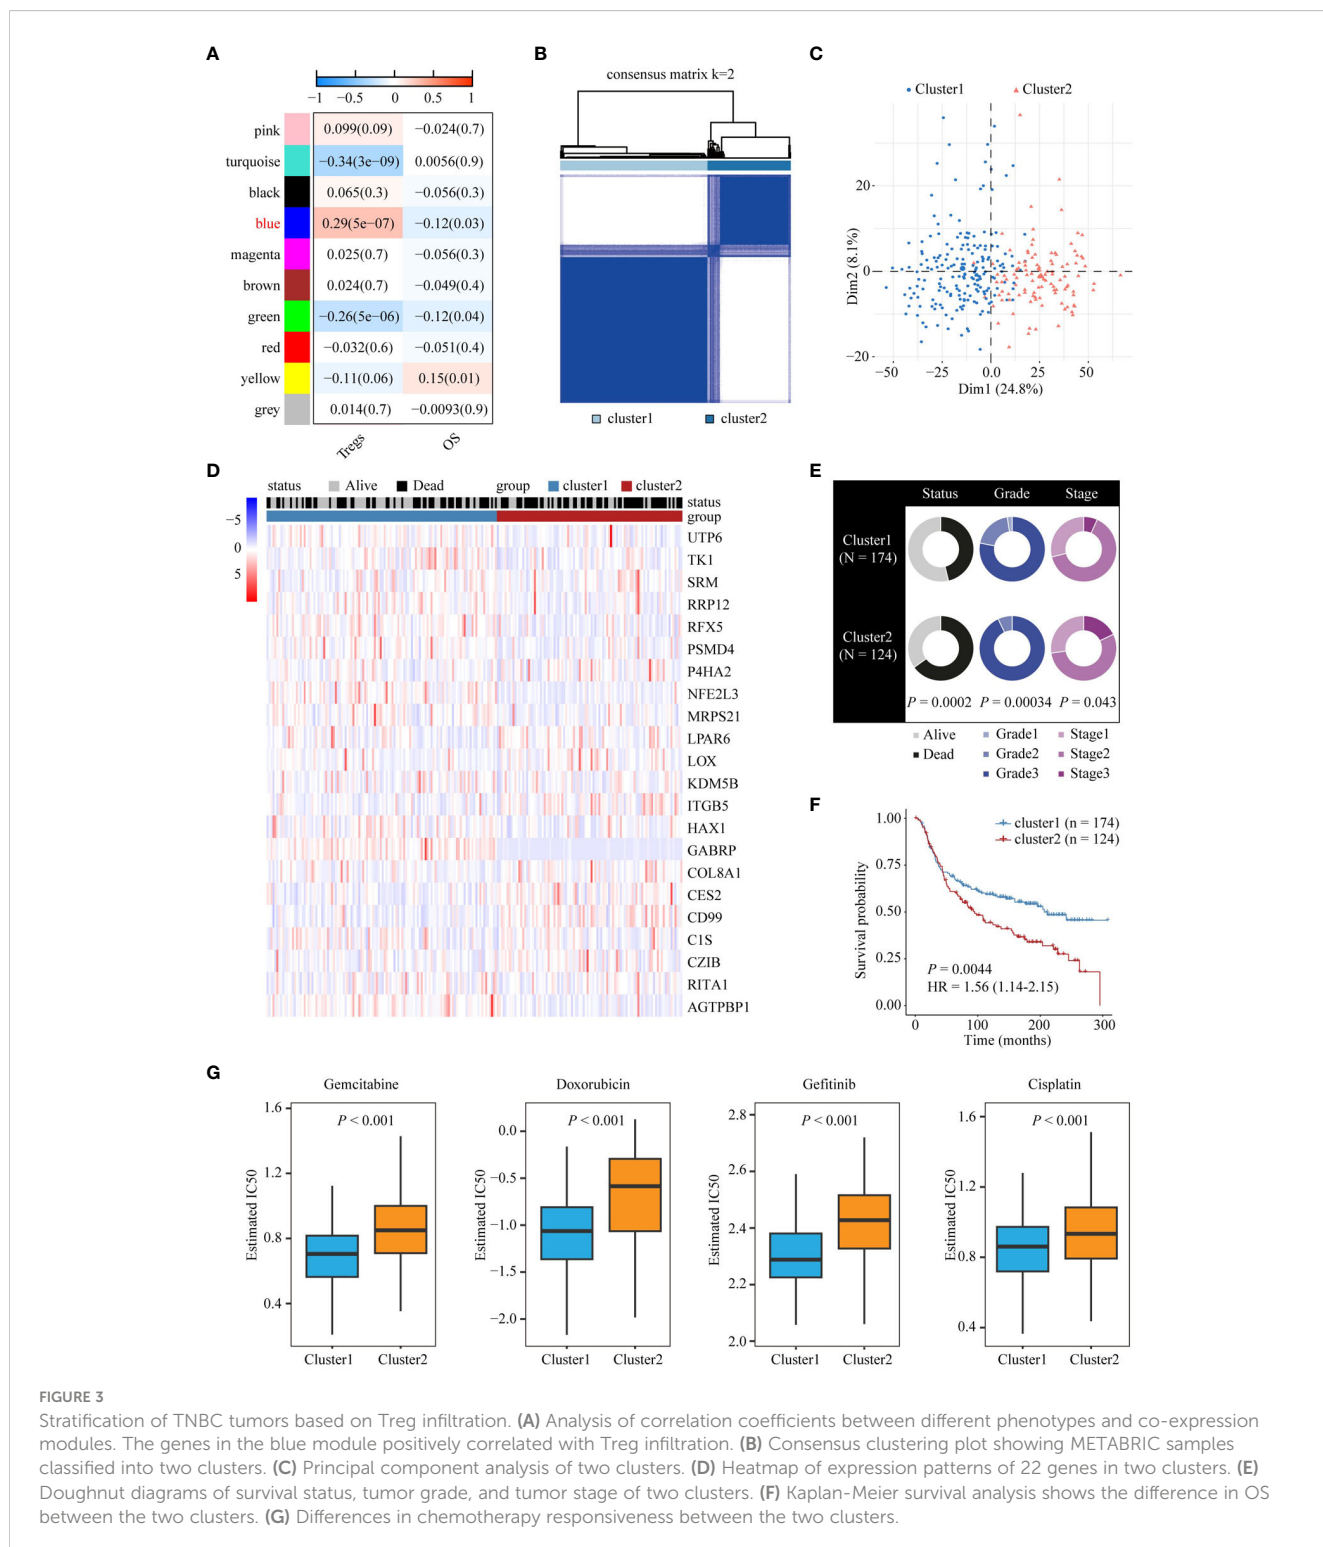 A
−1 −0.5 0 0.5 1
pink 0.099(0.09) −0.024(0.7)
turquoise −0.34(3e−09) 0.0056(0.9)
black 0.065(0.3) −0.056(0.3)
blue 0.29(5e−07) −0.12(0.03)
magenta 0.025(0.7) −0.056(0.3)
brown 0.024(0.7) −0.049(0.4)
green −0.26(5e−06) −0.12(0.04)
red −0.032(0.6) −0.051(0.4)
yellow −0.11(0.06) 0.15(0.01)
grey 0.014(0.7) −0.0093(0.9)
Tregs OS
B
consensus matrix k=2
cluster1 cluster2
C
Cluster1 Cluster2
Dim2 (8.1%)
20
0
−20
−50 −25 0.0 25 50
Dim1 (24.8%)
D
status Alive Dead group cluster1 cluster2
−5
0
5
status
group
UTP6
TK1
SRM
RRP12
RFX5
PSMD4
P4HA2
NFE2L3
MRPS21
LPAR6
LOX
KDM5B
ITGB5
HAX1
GABRP
COL8A1
CES2
CD99
C1S
CZIB
RITA1
AGTPBP1
E
Status Grade Stage
Cluster1
(N = 174)
Cluster2
(N = 124)
P = 0.0002 P = 0.00034 P = 0.043
Alive Grade1 Stage1
Dead Grade2 Stage2
Grade3 Stage3
F
Survival probability
1.00
0.75
0.50
0.25
0.00
cluster1 (n = 174)
cluster2 (n = 124)
P = 0.0044
HR = 1.56 (1.14-2.15)
0 100 200 300
Time (months)
G
Gemcitabine
Estimated IC50
1.6
1.2
0.8
0.4
P < 0.001
Cluster1 Cluster2
Doxorubicin
Estimated IC50
0.0
−0.5
−1.0
−1.5
−2.0
P < 0.001
Cluster1 Cluster2
Gefitinib
Estimated IC50
2.8
2.6
2.4
2.2
2.0
P < 0.001
Cluster1 Cluster2
Cisplatin
Estimated IC50
1.6
1.2
0.8
0.4
P < 0.001
Cluster1 Cluster2
FIGURE 3
Stratification of TNBC tumors based on Treg infiltration. (A) Analysis of correlation coefficients between different phenotypes and co-expression
modules. The genes in the blue module positively correlated with Treg infiltration. (B) Consensus clustering plot showing METABRIC samples
classified into two clusters. (C) Principal component analysis of two clusters. (D) Heatmap of expression patterns of 22 genes in two clusters. (E)
Doughnut diagrams of survival status, tumor grade, and tumor stage of two clusters. (F) Kaplan-Meier survival analysis shows the difference in OS
between the two clusters. (G) Differences in chemotherapy responsiveness between the two clusters.